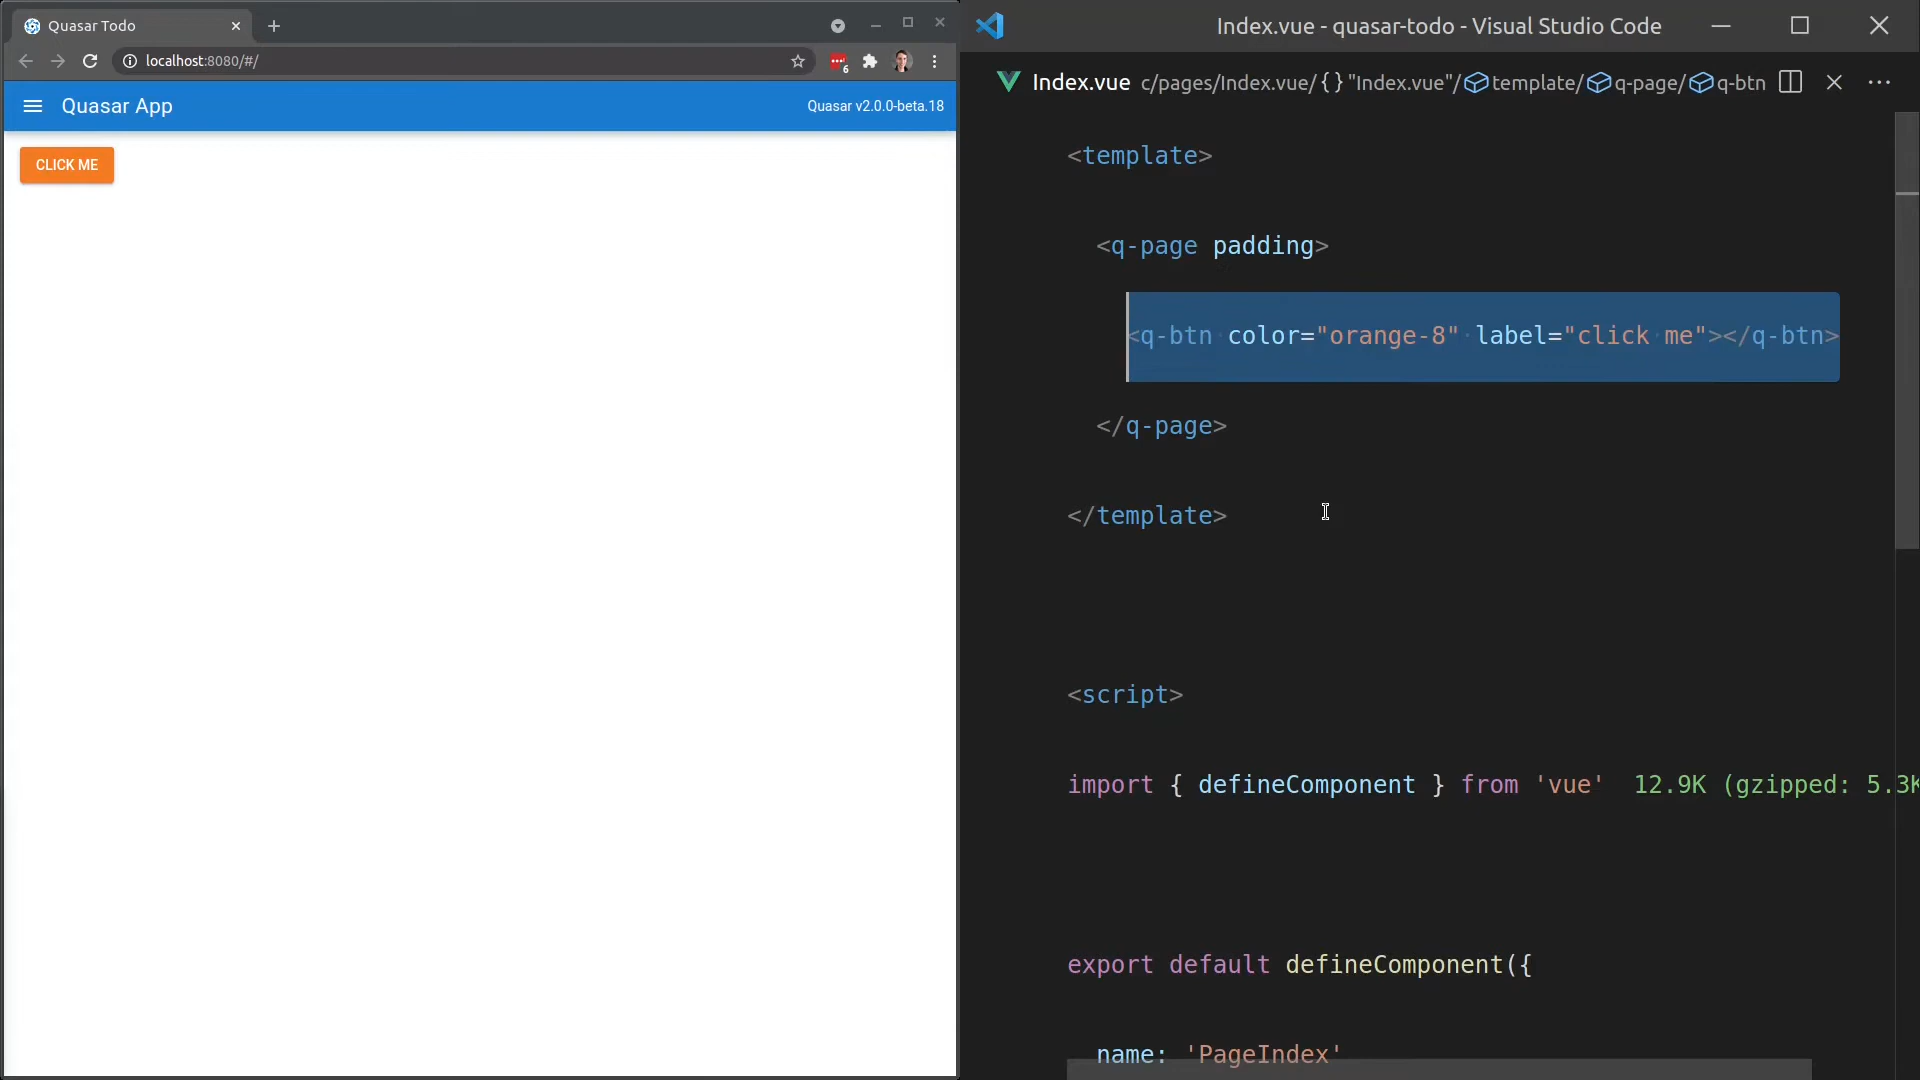 Quasar Todo
localhost:8080/#/
6
Quasar App
Quasar v2.0.0-beta.18
CLICK ME
Index.vue - quasar-todo - Visual Studio Code
Index.vue c/pages/Index.vue/ {} "Index.vue"/ template/ q-page/ q-btn
<template>
<q-page padding>
<q-btn color="orange-8" label="click me"></q-btn>
</q-page>
</template>
<script>
import { defineComponent } from 'vue' 12.9K (gzipped: 5.3K
export default defineComponent({
name: 'PageIndex'